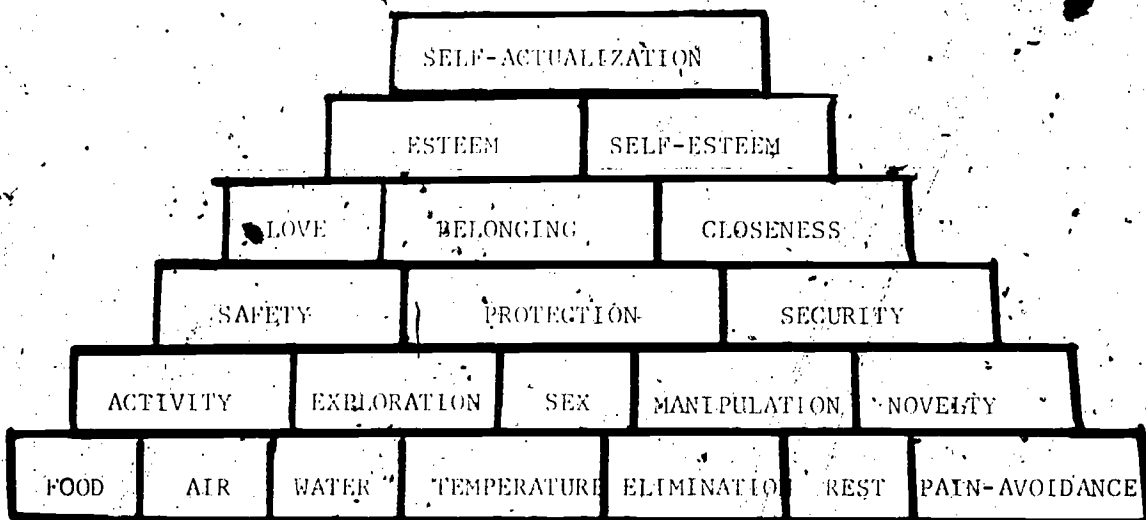 SELF-ACTUALIZATION
ESTEEM SELF-ESTEEM
LOVE BELONGING CLOSENESS
SAFETY PROTECTION SECURITY
ACTIVITY EXPLORATION SEX MANIPULATION NOVELTY
FOOD AIR WATER TEMPERATURE ELIMINATIO REST PAIN-AVOIDANCE